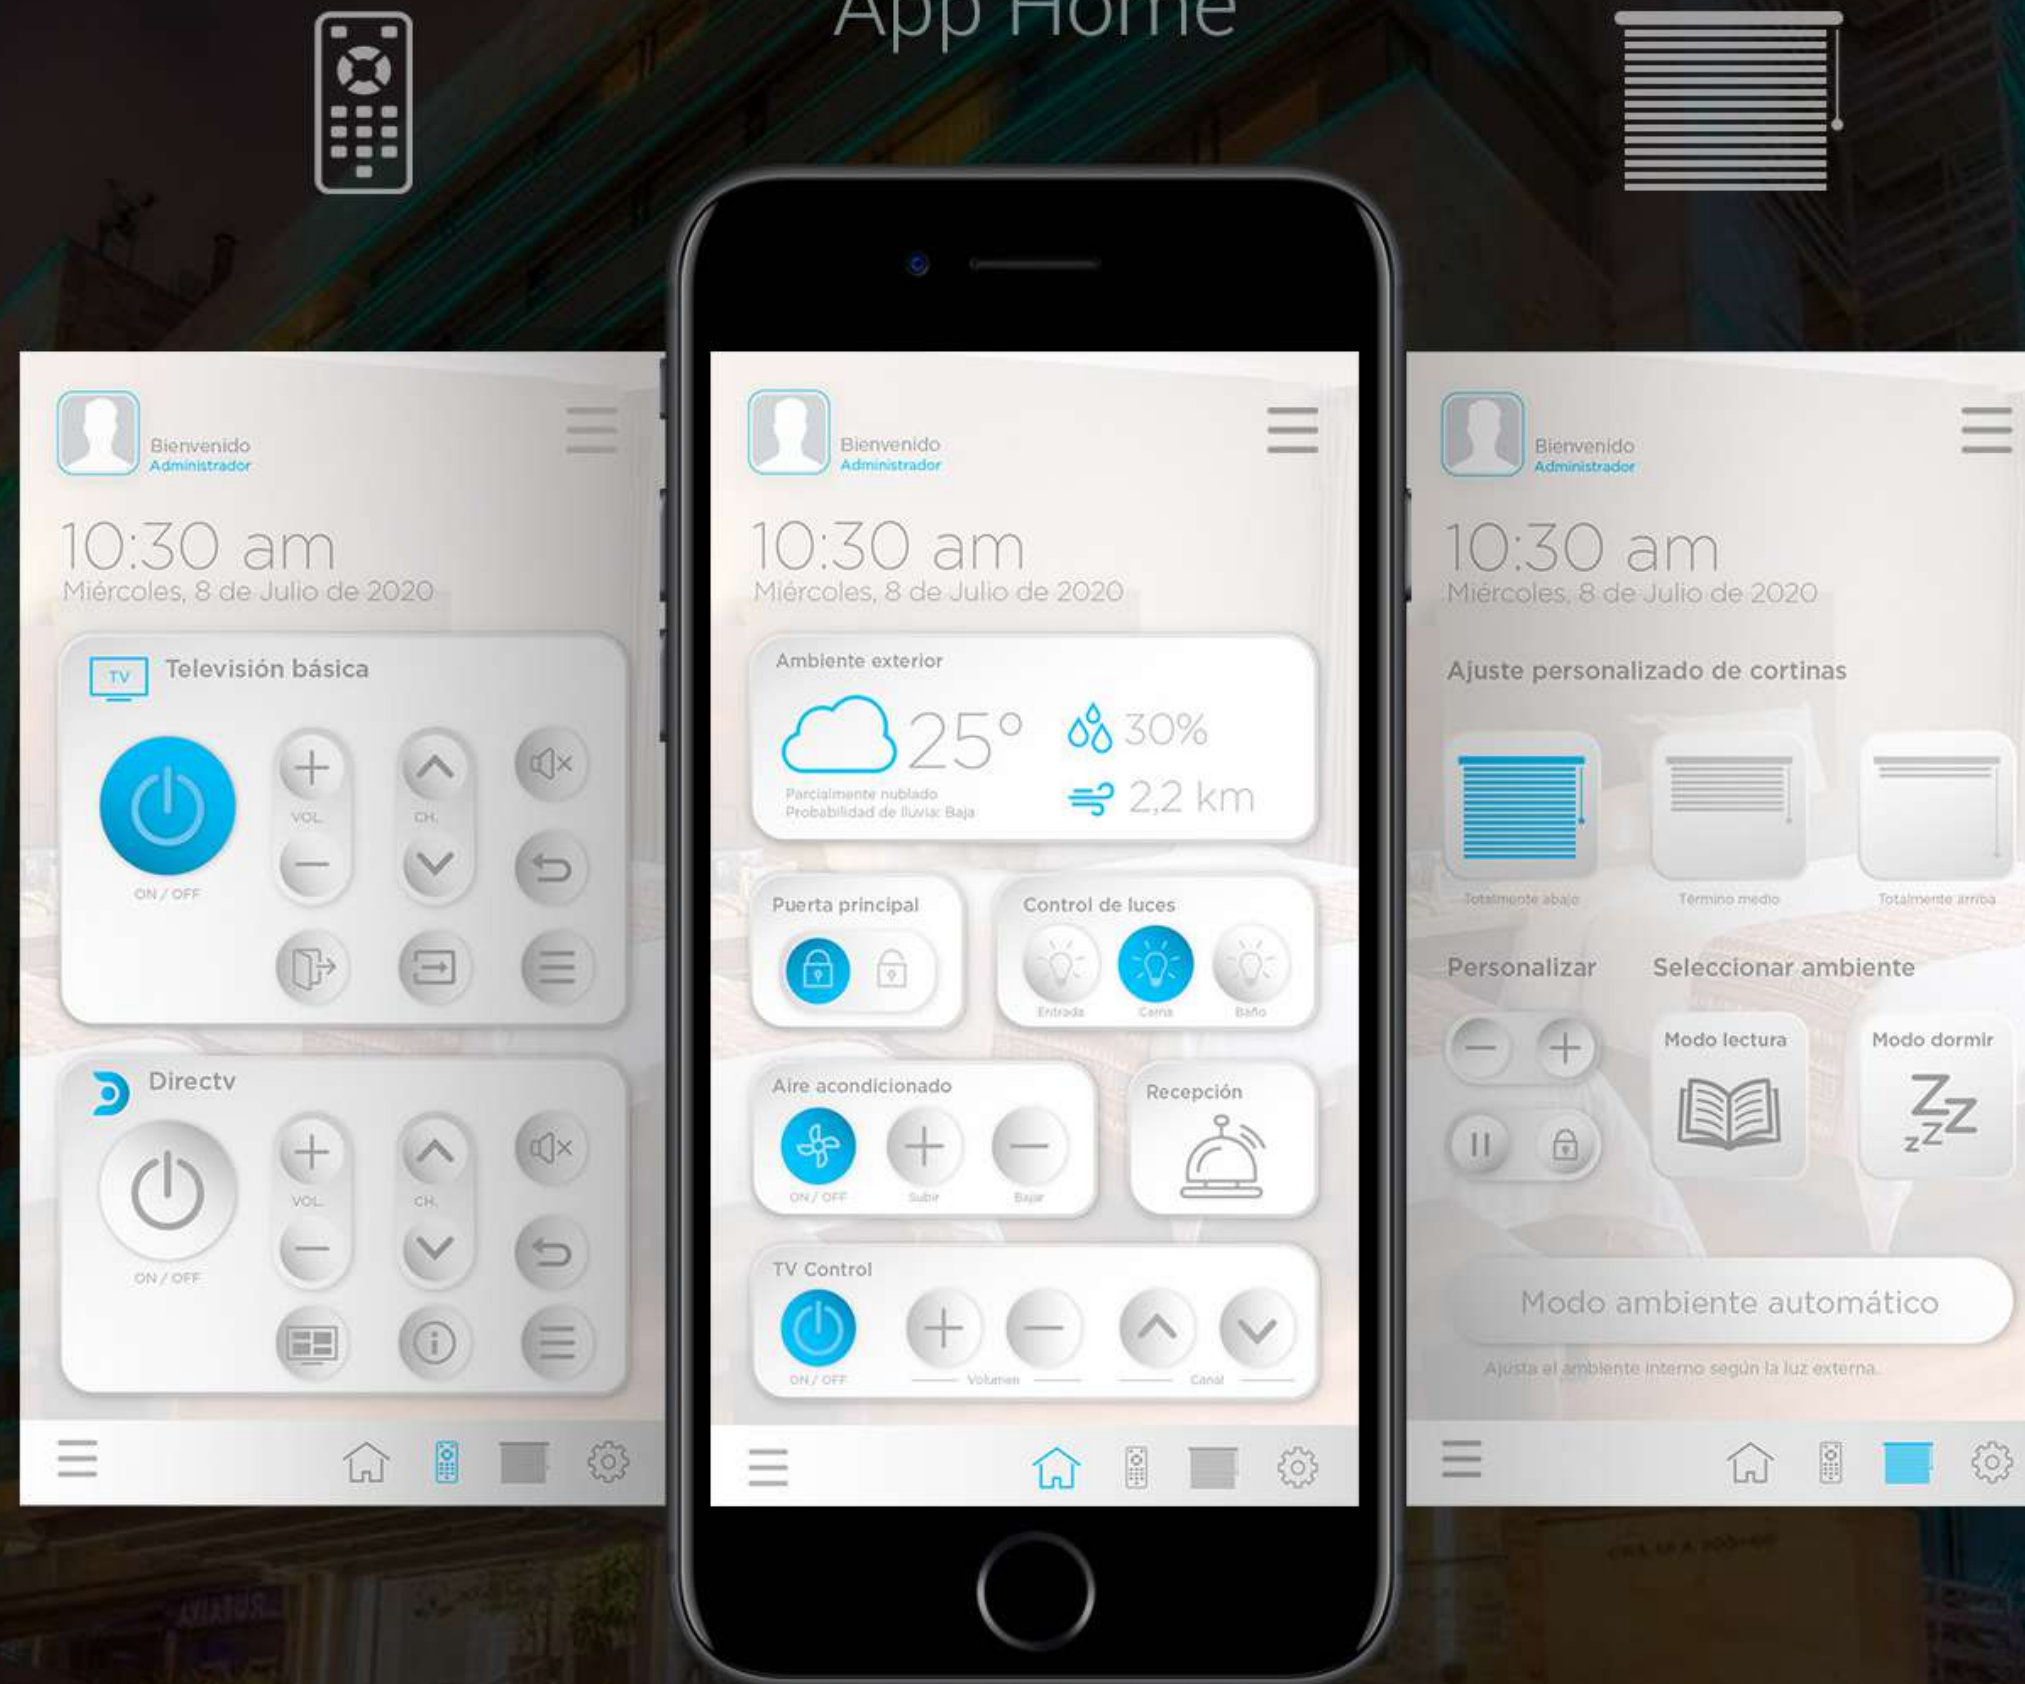 App Home
Bienvenido
Administrador
10:30 am
Miércoles, 8 de Julio de 2020
TV
Televisión básica
VOL.
CH.
ON / OFF
Directv
VOL.
CH.
ON / OFF
Bienvenido
Administrador
10:30 am
Miércoles, 8 de Julio de 2020
Ambiente exterior
25°
30%
2,2 km
Parcialmente nublado
Probabilidad de lluvia: Baja
Puerta principal
Control de luces
Entrada
Cama
Baño
Aire acondicionado
ON / OFF
Subir
Bajar
Recepción
TV Control
ON / OFF
Volumen
Canal
Bienvenido
Administrador
10:30 am
Miércoles, 8 de Julio de 2020
Ajuste personalizado de cortinas
Totalmente abajo
Término medio
Totalmente arriba
Personalizar
Seleccionar ambiente
Modo lectura
Modo dormir
ZZ
zZZ
Modo ambiente automático
Ajusta el ambiente interno según la luz externa.